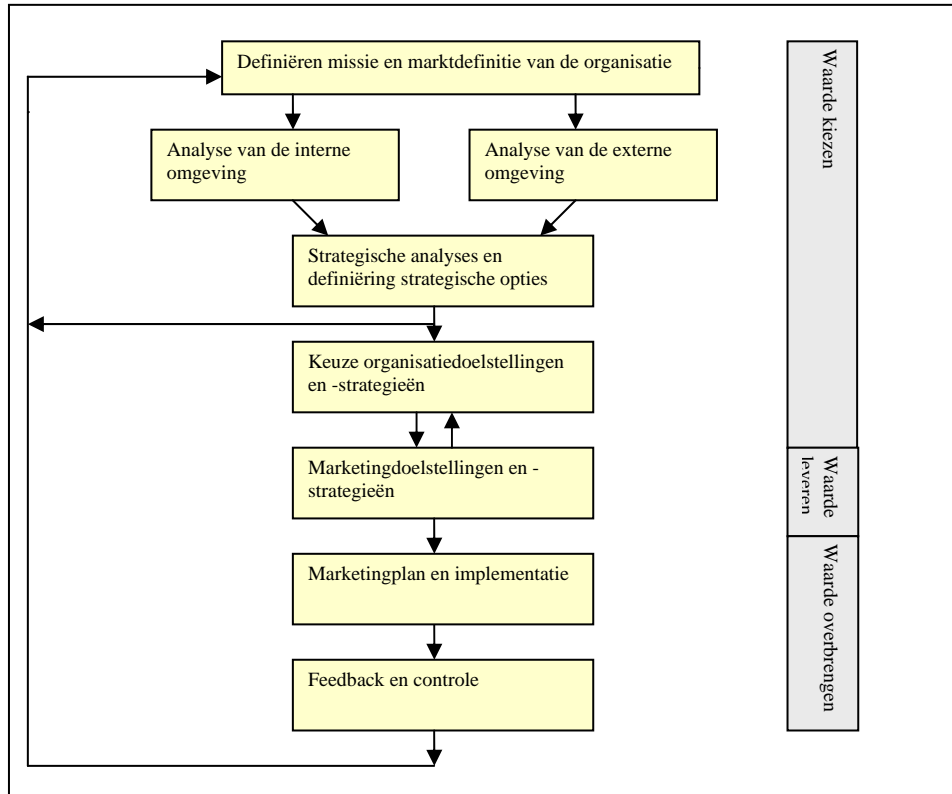 Definiëren missie en marktdefinitie van de organisatie
Analyse van de interne
omgeving
Analyse van de externe
omgeving
Strategische analyses en
definiëring strategische opties
Keuze organisatiedoelstellingen
en -strategieën
Marketingdoelstellingen en -
strategieën
Marketingplan en implementatie
Feedback en controle
Waarde kiezen
Waarde
leveren
Waarde overbrengen